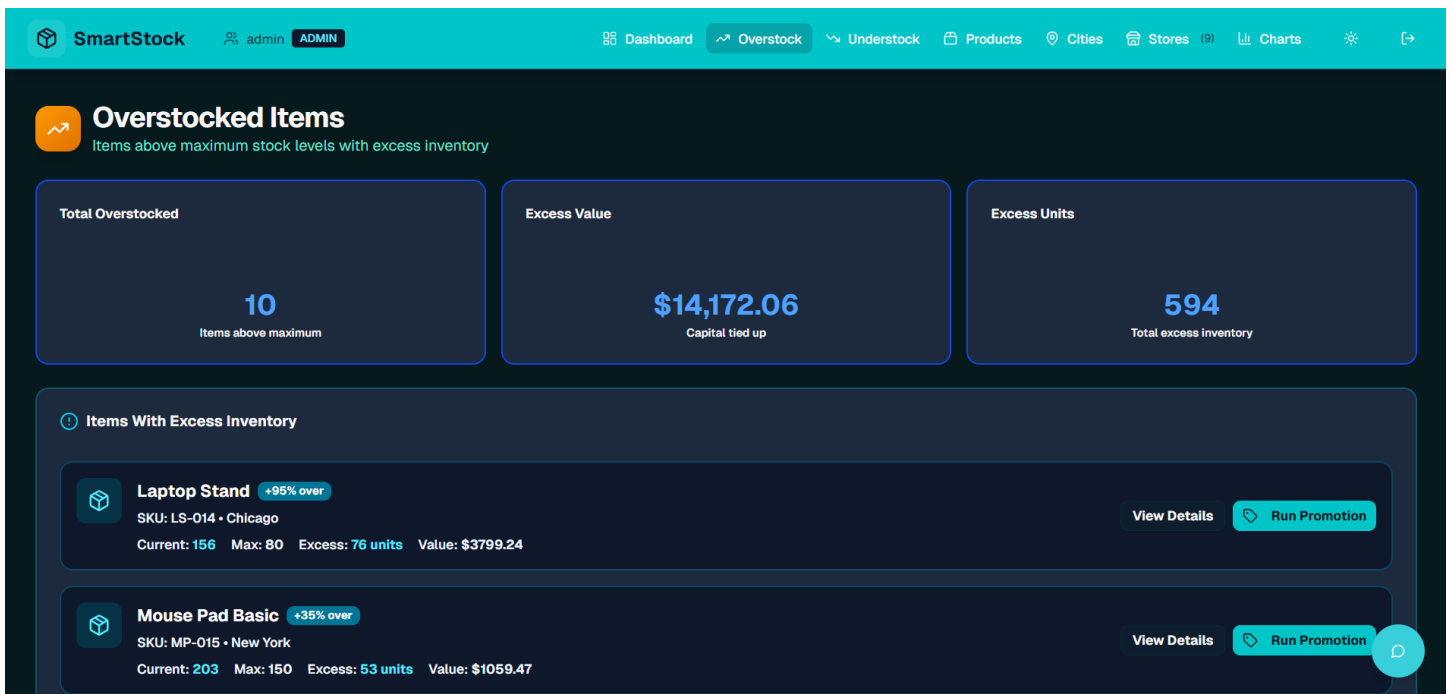 SmartStock admin ADMIN Dashboard Overstock Understock Products Cities Stores (9) Charts
Overstocked Items
Items above maximum stock levels with excess inventory
Total Overstocked
10
Items above maximum
Excess Value
$14,172.06
Capital tied up
Excess Units
594
Total excess inventory
Items With Excess Inventory
Laptop Stand +95% over
SKU: LS-014 • Chicago
Current: 156 Max: 80 Excess: 76 units Value: $3799.24
View Details Run Promotion
Mouse Pad Basic +35% over
SKU: MP-015 • New York
Current: 203 Max: 150 Excess: 53 units Value: $1059.47
View Details Run Promotion